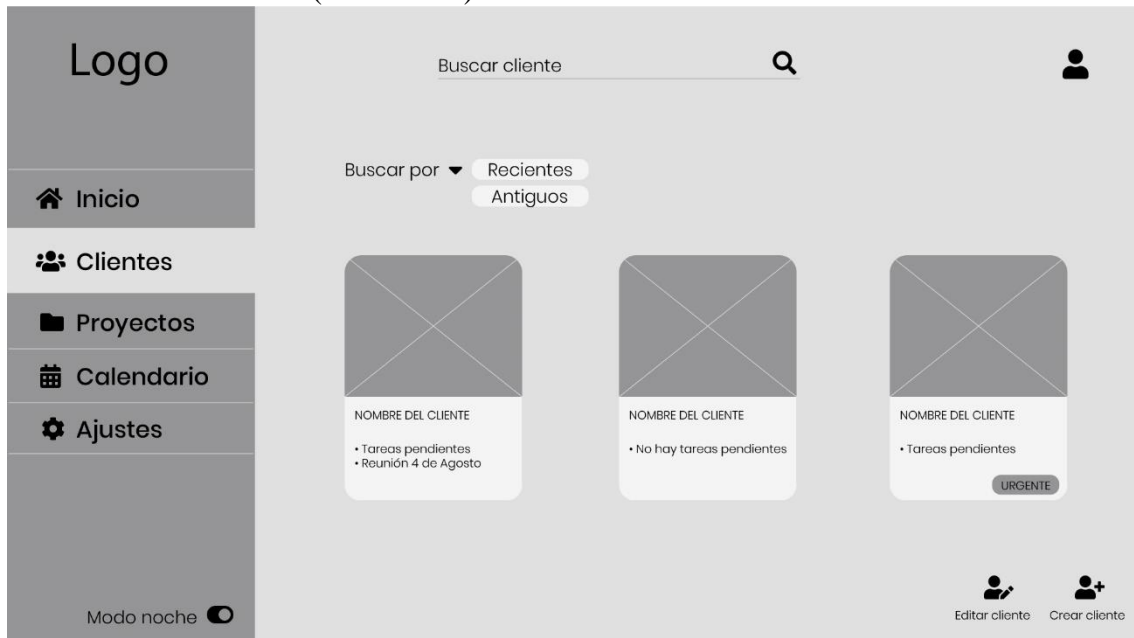 Logo
Buscar cliente
Buscar por
Recientes
Antiguos
Inicio
Clientes
Proyectos
Calendario
Ajustes
NOMBRE DEL CLIENTE
• Tareas pendientes
• Reunión 4 de Agosto
NOMBRE DEL CLIENTE
• No hay tareas pendientes
NOMBRE DEL CLIENTE
• Tareas pendientes
URGENTE
Modo noche
Editar cliente
Crear cliente